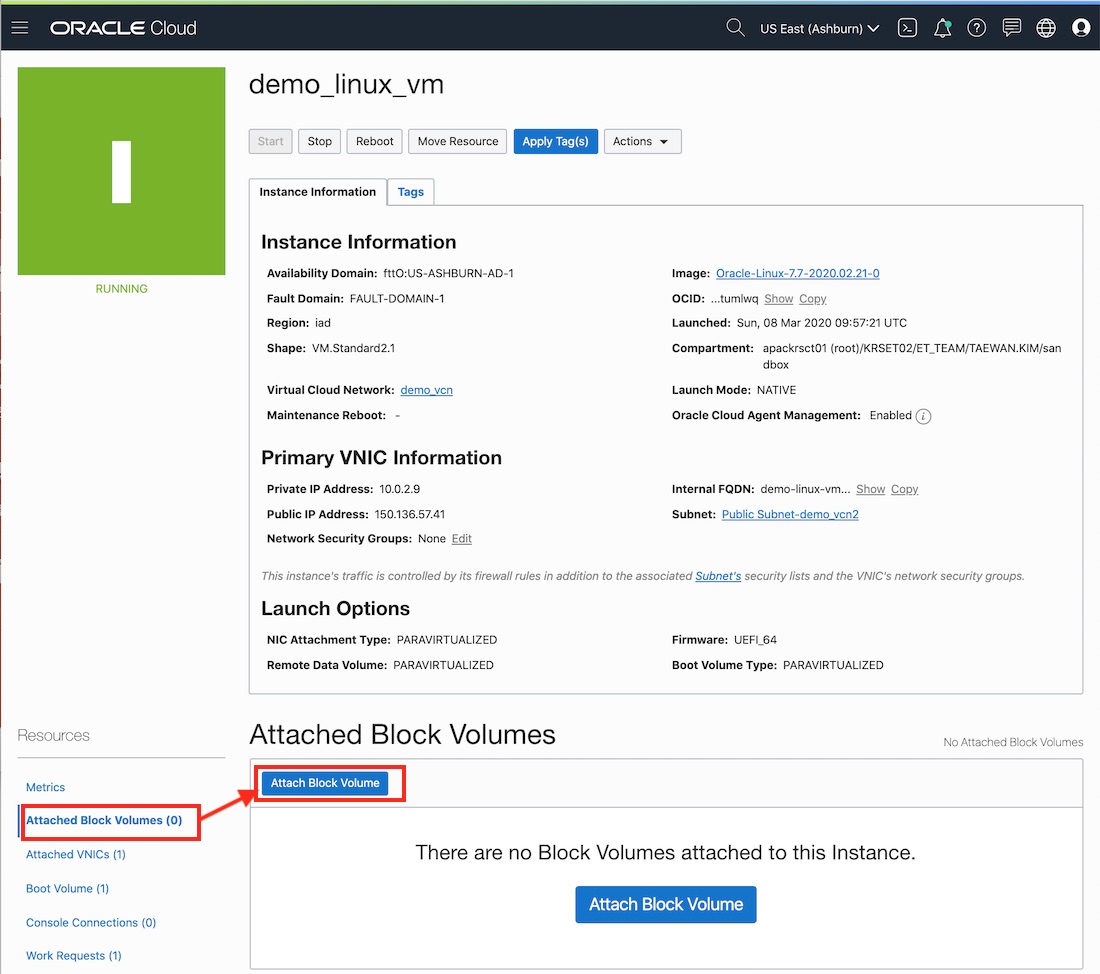 ORACLE Cloud
US East (Ashburn)
demo_linux_vm
Start Stop Reboot Move Resource Apply Tag(s) Actions
RUNNING
Instance Information Tags
Instance Information
Availability Domain: fttO:US-ASHBURN-AD-1
Fault Domain: FAULT-DOMAIN-1
Region: iad
Shape: VM.Standard2.1
Virtual Cloud Network: demo_vcn
Maintenance Reboot: -
Image: Oracle-Linux-7.7-2020.02.21-0
OCID: ...tumlwq Show Copy
Launched: Sun, 08 Mar 2020 09:57:21 UTC
Compartment: apackrsct01 (root)/KRSET02/ET_TEAM/TAEWAN.KIM/san
dbox
Launch Mode: NATIVE
Oracle Cloud Agent Management: Enabled i
Primary VNIC Information
Private IP Address: 10.0.2.9
Public IP Address: 150.136.57.41
Network Security Groups: None Edit
Internal FQDN: demo-linux-vm... Show Copy
Subnet: Public Subnet-demo_vcn2
This instance's traffic is controlled by its firewall rules in addition to the associated Subnet's security lists and the VNIC's network security groups.
Launch Options
NIC Attachment Type: PARAVIRTUALIZED
Remote Data Volume: PARAVIRTUALIZED
Firmware: UEFI_64
Boot Volume Type: PARAVIRTUALIZED
Resources
Metrics
Attached Block Volumes (0)
Attached VNICs (1)
Boot Volume (1)
Console Connections (0)
Work Requests (1)
Attached Block Volumes
No Attached Block Volumes
Attach Block Volume
There are no Block Volumes attached to this Instance.
Attach Block Volume